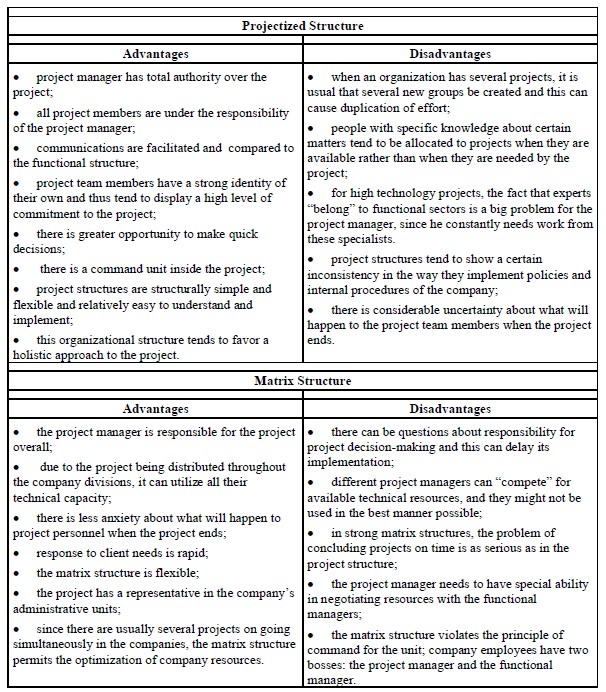 Projectized Structure
Advantages
• project manager has total authority over the
project;
• all project members are under the responsibility
of the project manager;
• communications are facilitated and compared to
the functional structure;
• project team members have a strong identity of
their own and thus tend to display a high level of
commitment to the project;
• there is greater opportunity to make quick
decisions;
• there is a command unit inside the project;
• project structures are structurally simple and
flexible and relatively easy to understand and
implement;
• this organizational structure tends to favor a
holistic approach to the project.
Disadvantages
• when an organization has several projects, it is
usual that several new groups be created and this can
cause duplication of effort;
• people with specific knowledge about certain
matters tend to be allocated to projects when they are
available rather than when they are needed by the
project;
• for high technology projects, the fact that experts
“belong” to functional sectors is a big problem for the
project manager, since he constantly needs work from
these specialists.
• project structures tend to show a certain
inconsistency in the way they implement policies and
internal procedures of the company;
• there is considerable uncertainty about what will
happen to the project team members when the project
ends.
Matrix Structure
Advantages
• the project manager is responsible for the project
overall;
• due to the project being distributed throughout
the company divisions, it can utilize all their
technical capacity;
• there is less anxiety about what will happen to
project personnel when the project ends;
• response to client needs is rapid;
• the matrix structure is flexible;
• the project has a representative in the company’s
administrative units;
• since there are usually several projects on going
simultaneously in the companies, the matrix structure
permits the optimization of company resources.
Disadvantages
• there can be questions about responsibility for
project decision-making and this can delay its
implementation;
• different project managers can “compete” for
available technical resources, and they might not be
used in the best manner possible;
• in strong matrix structures, the problem of
concluding projects on time is as serious as in the
project structure;
• the project manager needs to have special ability
in negotiating resources with the functional
managers;
• the matrix structure violates the principle of
command for the unit; company employees have two
bosses: the project manager and the functional
manager.